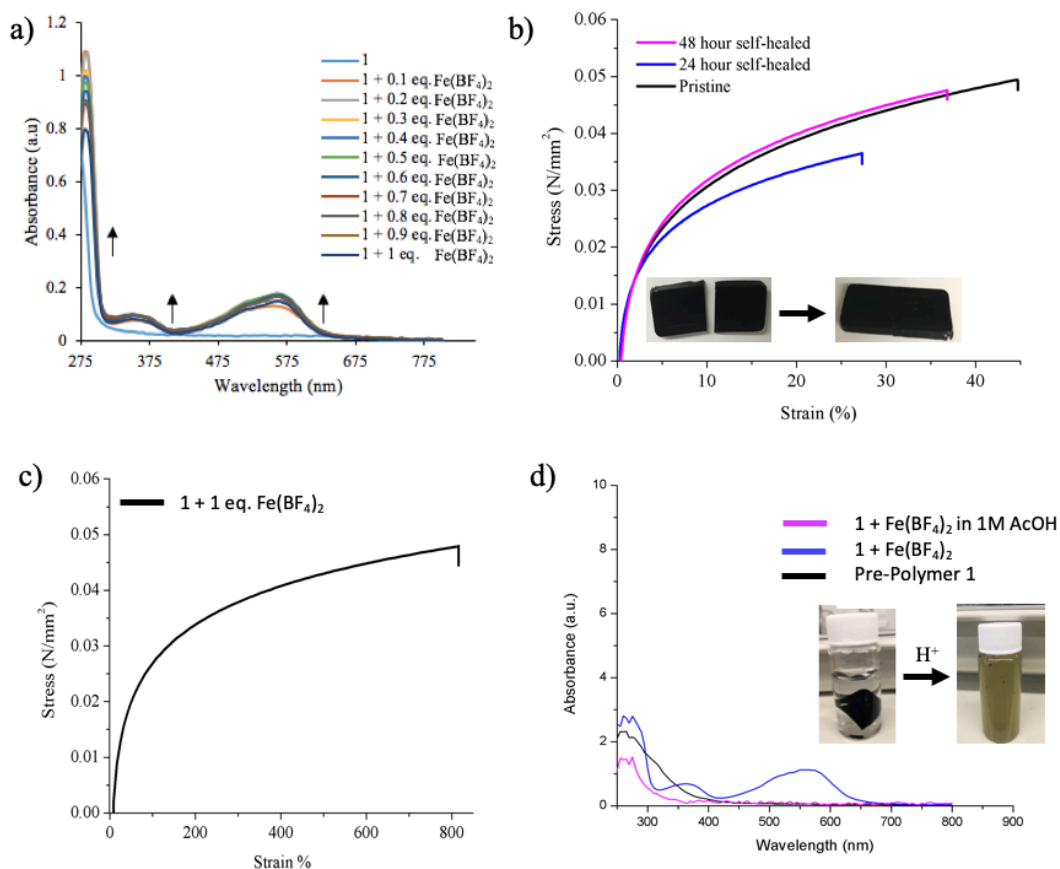 a)
1.2
1
0.8
0.6
0.4
0.2
0
Absorbance (a.u)
275
375
475
575
675
775
Wavelength (nm)
1
1 + 0.1 eq. Fe(BF₄)₂
1 + 0.2 eq. Fe(BF₄)₂
1 + 0.3 eq. Fe(BF₄)₂
1 + 0.4 eq. Fe(BF₄)₂
1 + 0.5 eq. Fe(BF₄)₂
1 + 0.6 eq. Fe(BF₄)₂
1 + 0.7 eq. Fe(BF₄)₂
1 + 0.8 eq. Fe(BF₄)₂
1 + 0.9 eq. Fe(BF₄)₂
1 + 1 eq. Fe(BF₄)₂
b)
0.06
0.05
0.04
0.03
0.02
0.01
0.00
Stress (N/mm²)
0
10
20
30
40
Strain (%)
48 hour self-healed
24 hour self-healed
Pristine
c)
0.06
0.05
0.04
0.03
0.02
0.01
0.00
Stress (N/mm²)
0
200
400
600
800
Strain %
1 + 1 eq. Fe(BF₄)₂
d)
10
8
6
4
2
0
Absorbance (a.u.)
300
400
500
600
700
800
900
Wavelength (nm)
1 + Fe(BF₄)₂ in 1M AcOH
1 + Fe(BF₄)₂
Pre-Polymer 1
H⁺